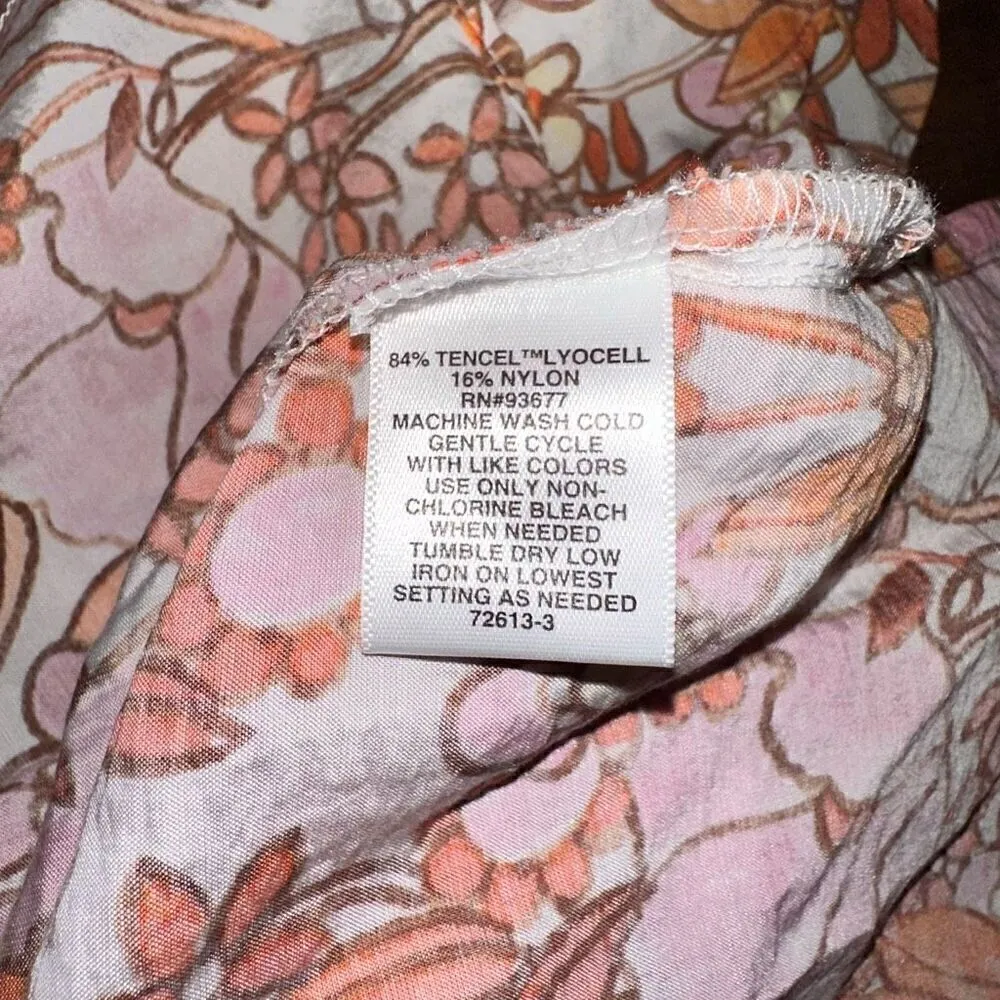 84% TENCEL™LYOCELL
16% NYLON
RN#93677
MACHINE WASH COLD
GENTLE CYCLE
WITH LIKE COLORS
USE ONLY NON-
CHLORINE BLEACH
WHEN NEEDED
TUMBLE DRY LOW
IRON ON LOWEST
SETTING AS NEEDED
72613-3